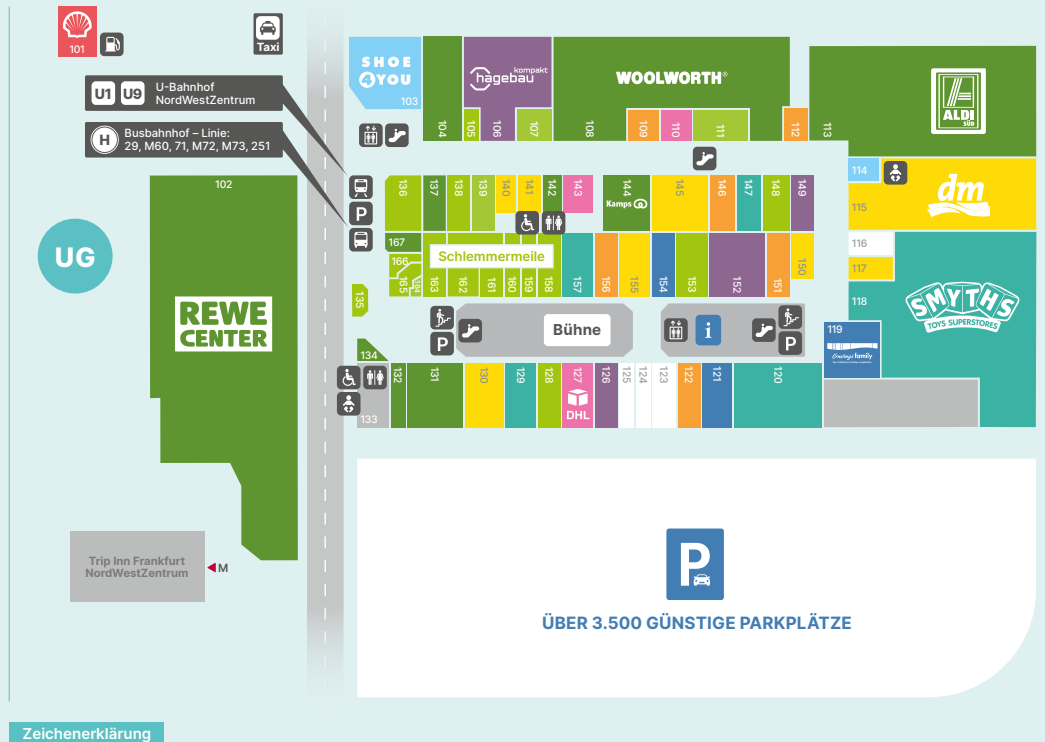 101
Taxi
U1 U9 U-Bahnhof
NordWestZentrum
H Busbahnhof – Linie:
29, M60, 71, M72, M73, 251
SHOE
4YOU
103
104
105
hagebau kompakt
106
107
108
WOOLWORTH®
109
110
111
112
113
ALDI
SÜD
102
UG
REWE
CENTER
P
136
137
138
139
140
141
142
143
144
Kamps
145
146
147
148
149
114
115
dm
116
117
118
SMYTHS
TOYS SUPERSTORES
119
Ernsting's family
167
166
165
164
163
162
161
160
159
158
Schlemmermeile
157
156
155
154
153
152
151
150
135
134
P
Bühne
i
P
133
132
131
130
129
128
127
DHL
126
125
124
123
122
121
120
Trip Inn Frankfurt
NordWestZentrum
M
P
ÜBER 3.500 GÜNSTIGE PARKPLÄTZE
Zeichenerklärung